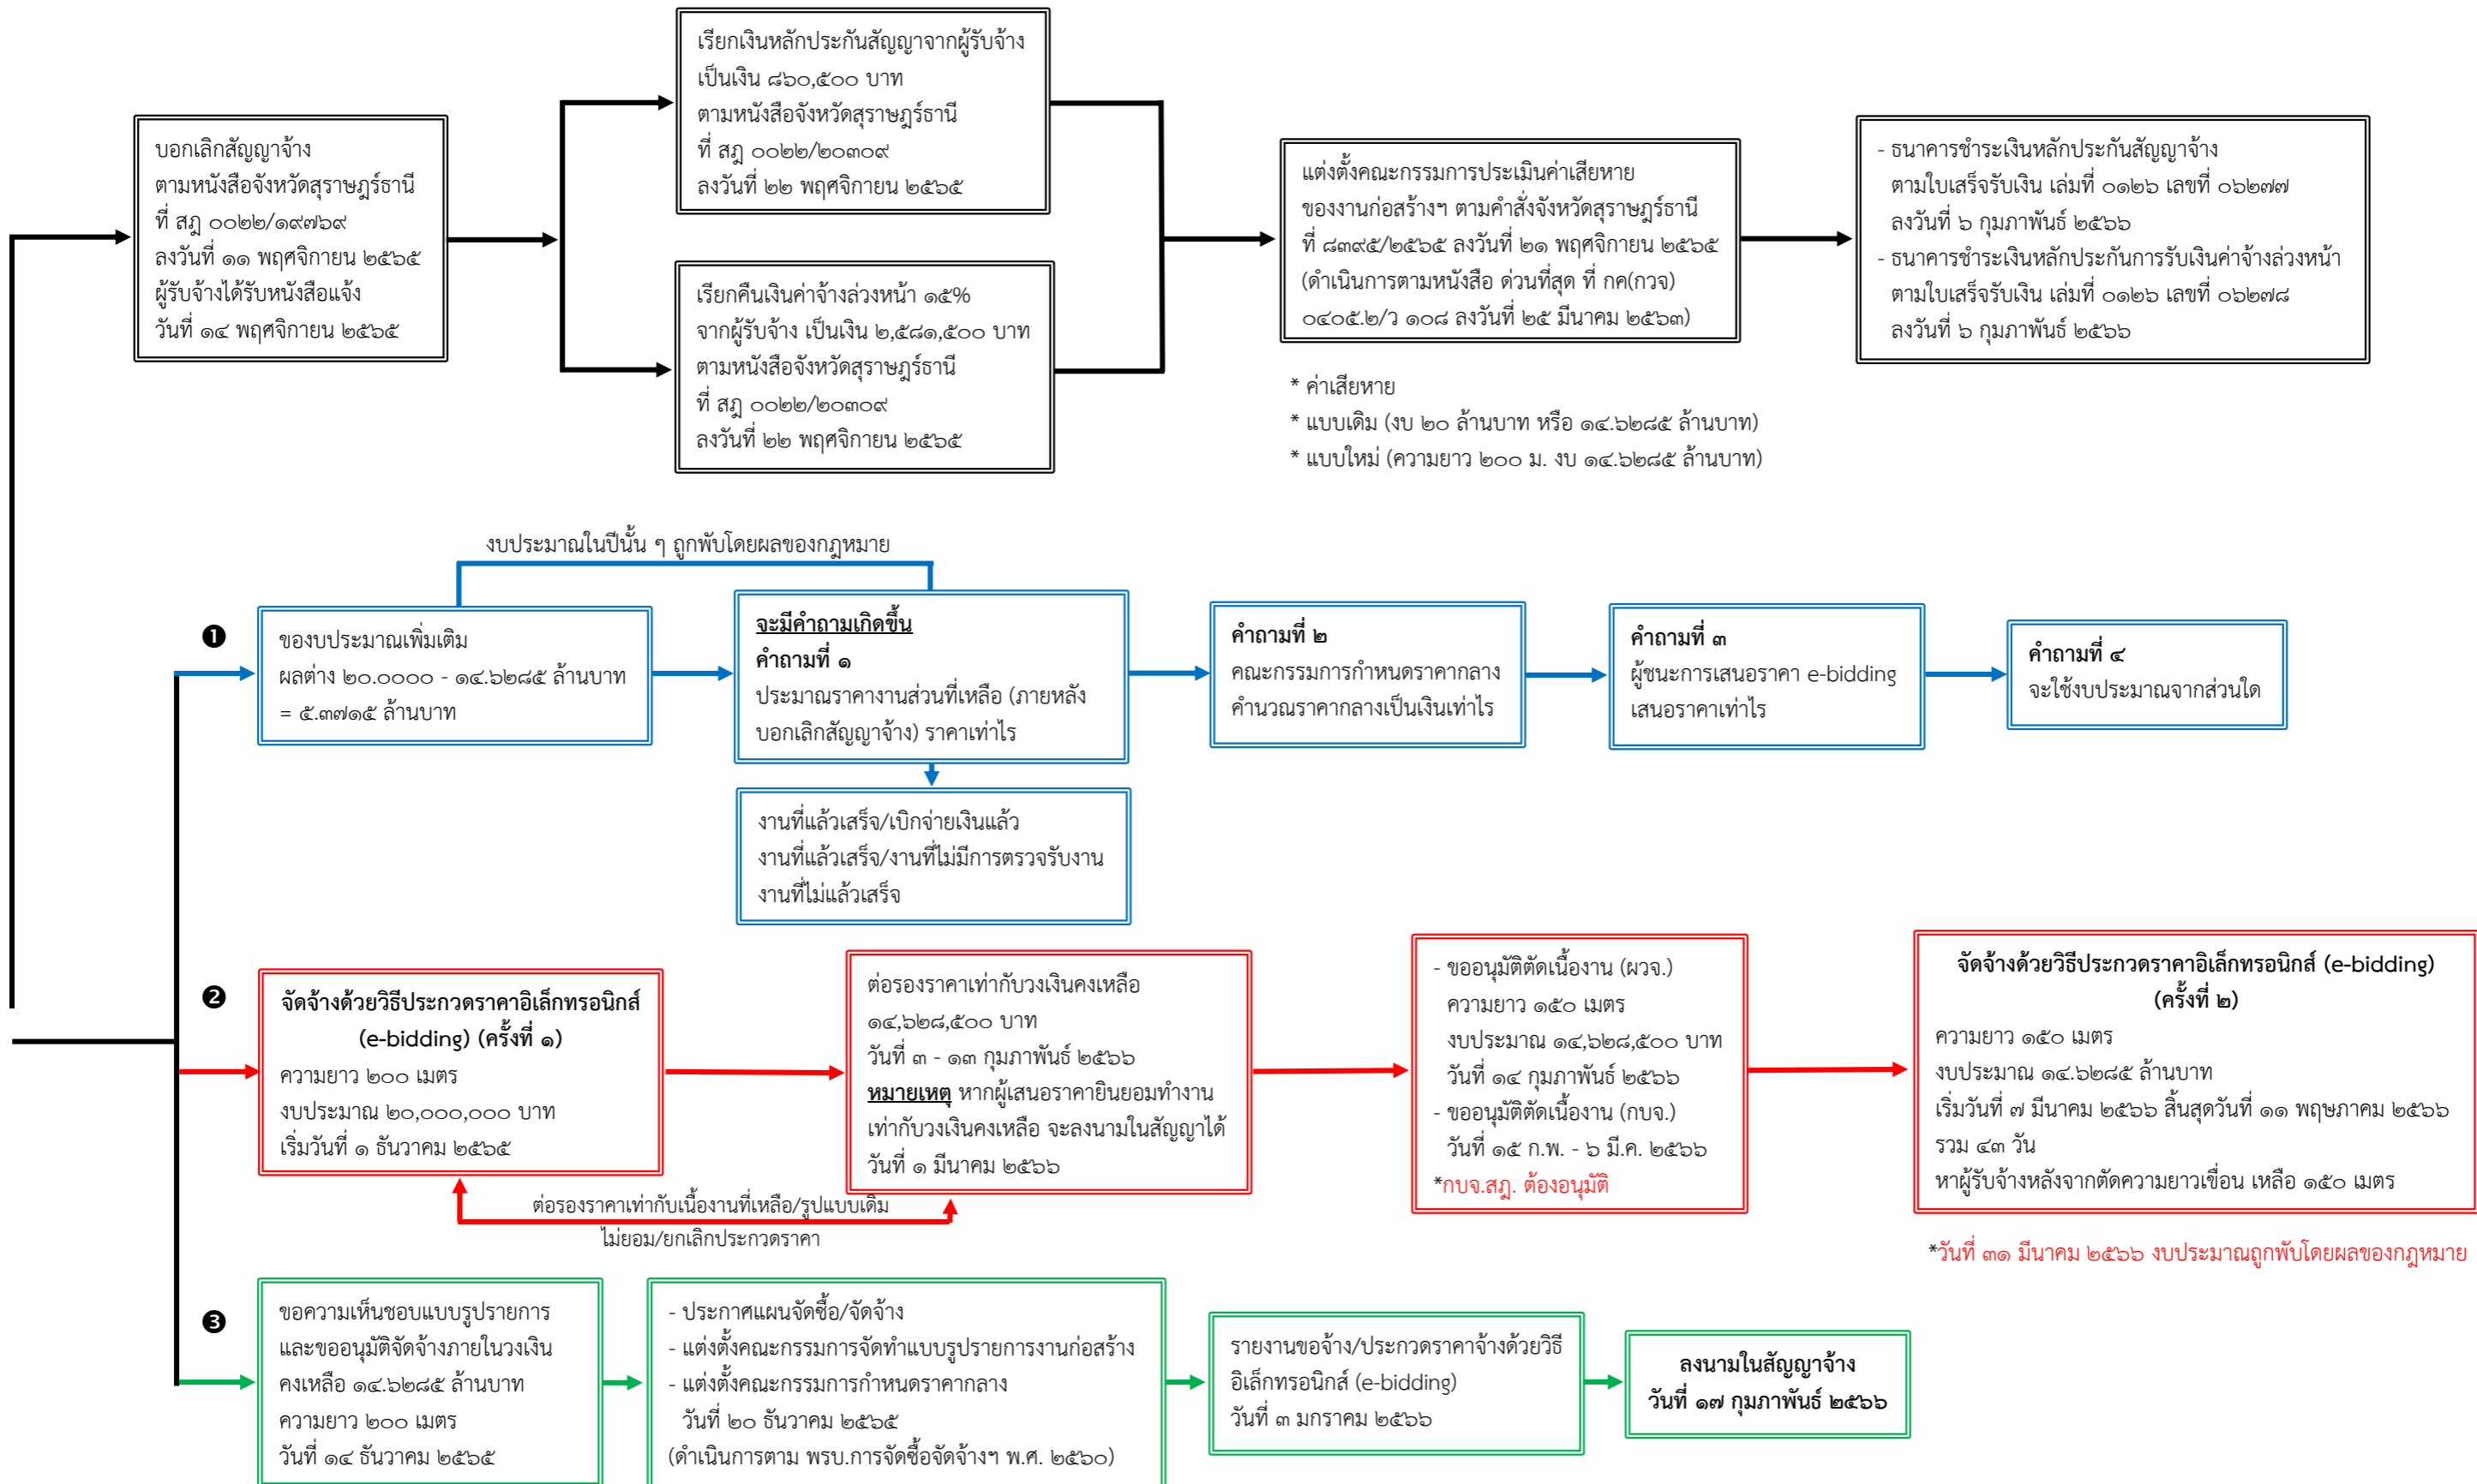 บอกเลิกสัญญาจ้าง
ตามหนังสือจังหวัดสุราษฎร์ธานี
ที่ สฎ ๐๐๒๒/๑๙๗๖๙
ลงวันที่ ๑๑ พฤศจิกายน ๒๕๖๕
ผู้รับจ้างได้รับหนังสือแจ้ง
วันที่ ๑๔ พฤศจิกายน ๒๕๖๕
เรียกเงินหลักประกันสัญญาจากผู้รับจ้าง
เป็นเงิน ๘๖๐,๕๐๐ บาท
ตามหนังสือจังหวัดสุราษฎร์ธานี
ที่ สฎ ๐๐๒๒/๒๐๓๐๙
ลงวันที่ ๒๒ พฤศจิกายน ๒๕๖๕
เรียกคืนเงินค่าจ้างล่วงหน้า ๑๕%
จากผู้รับจ้าง เป็นเงิน ๒,๕๘๑,๕๐๐ บาท
ตามหนังสือจังหวัดสุราษฎร์ธานี
ที่ สฎ ๐๐๒๒/๒๐๓๐๙
ลงวันที่ ๒๒ พฤศจิกายน ๒๕๖๕
แต่งตั้งคณะกรรมการประเมินค่าเสียหาย
ของงานก่อสร้างฯ ตามคำสั่งจังหวัดสุราษฎร์ธานี
ที่ ๘๓๙๕/๒๕๖๕ ลงวันที่ ๒๑ พฤศจิกายน ๒๕๖๕
(ดำเนินการตามหนังสือ ด่วนที่สุด ที่ กค(กวจ)
๐๔๐๕.๒/ว ๑๐๘ ลงวันที่ ๒๕ มีนาคม ๒๕๖๓)
* ค่าเสียหาย
* แบบเดิม (งบ ๒๐ ล้านบาท หรือ ๑๔.๖๒๘๕ ล้านบาท)
* แบบใหม่ (ความยาว ๒๐๐ ม. งบ ๑๔.๖๒๘๕ ล้านบาท)
- ธนาคารชำระเงินหลักประกันสัญญาจ้าง
ตามใบเสร็จรับเงิน เล่มที่ ๐๑๒๖ เลขที่ ๐๖๒๗๗
ลงวันที่ ๖ กุมภาพันธ์ ๒๕๖๖
- ธนาคารชำระเงินหลักประกันการรับเงินค่าจ้างล่วงหน้า
ตามใบเสร็จรับเงิน เล่มที่ ๐๑๒๖ เลขที่ ๐๖๒๗๘
ลงวันที่ ๖ กุมภาพันธ์ ๒๕๖๖
งบประมาณในปีนั้น ๆ ถูกพับโดยผลของกฎหมาย
❶
ของบประมาณเพิ่มเติม
ผลต่าง ๒๐.๐๐๐๐ - ๑๔.๖๒๘๕ ล้านบาท
= ๕.๓๗๑๕ ล้านบาท
จะมีคำถามเกิดขึ้น
คำถามที่ ๑
ประมาณราคางานส่วนที่เหลือ (ภายหลัง
บอกเลิกสัญญาจ้าง) ราคาเท่าไร
งานที่แล้วเสร็จ/เบิกจ่ายเงินแล้ว
งานที่แล้วเสร็จ/งานที่ไม่มีการตรวจรับงาน
งานที่ไม่แล้วเสร็จ
คำถามที่ ๒
คณะกรรมการกำหนดราคากลาง
คำนวณราคากลางเป็นเงินเท่าไร
คำถามที่ ๓
ผู้ชนะการเสนอราคา e-bidding
เสนอราคาเท่าไร
คำถามที่ ๔
จะใช้งบประมาณจากส่วนใด
❷
จัดจ้างด้วยวิธีประกวดราคาอิเล็กทรอนิกส์
(e-bidding) (ครั้งที่ ๑)
ความยาว ๒๐๐ เมตร
งบประมาณ ๒๐,๐๐๐,๐๐๐ บาท
เริ่มวันที่ ๑ ธันวาคม ๒๕๖๕
ต่อรองราคาเท่ากับวงเงินคงเหลือ
๑๔,๖๒๘,๕๐๐ บาท
วันที่ ๓ - ๑๓ กุมภาพันธ์ ๒๕๖๖
หมายเหตุ หากผู้เสนอราคายินยอมทำงาน
เท่ากับวงเงินคงเหลือ จะลงนามในสัญญาได้
วันที่ ๑ มีนาคม ๒๕๖๖
ต่อรองราคาเท่ากับเนื้องานที่เหลือ/รูปแบบเดิม
ไม่ยอม/ยกเลิกประกวดราคา
- ขออนุมัติตัดเนื้องาน (ผวจ.)
ความยาว ๑๕๐ เมตร
งบประมาณ ๑๔,๖๒๘,๕๐๐ บาท
วันที่ ๑๔ กุมภาพันธ์ ๒๕๖๖
- ขออนุมัติตัดเนื้องาน (กบจ.)
วันที่ ๑๕ ก.พ. - ๖ มี.ค. ๒๕๖๖
*กบจ.สฎ. ต้องอนุมัติ
จัดจ้างด้วยวิธีประกวดราคาอิเล็กทรอนิกส์ (e-bidding)
(ครั้งที่ ๒)
ความยาว ๑๕๐ เมตร
งบประมาณ ๑๔.๖๒๘๕ ล้านบาท
เริ่มวันที่ ๗ มีนาคม ๒๕๖๖ สิ้นสุดวันที่ ๑๑ พฤษภาคม ๒๕๖๖
รวม ๔๓ วัน
หาผู้รับจ้างหลังจากตัดความยาวเขื่อน เหลือ ๑๕๐ เมตร
*วันที่ ๓๑ มีนาคม ๒๕๖๖ งบประมาณถูกพับโดยผลของกฎหมาย
❸
ขอความเห็นชอบแบบรูปรายการ
และขออนุมัติจัดจ้างภายในวงเงิน
คงเหลือ ๑๔.๖๒๘๕ ล้านบาท
ความยาว ๒๐๐ เมตร
วันที่ ๑๔ ธันวาคม ๒๕๖๕
- ประกาศแผนจัดซื้อ/จัดจ้าง
- แต่งตั้งคณะกรรมการจัดทำแบบรูปรายการงานก่อสร้าง
- แต่งตั้งคณะกรรมการกำหนดราคากลาง
วันที่ ๒๐ ธันวาคม ๒๕๖๕
(ดำเนินการตาม พรบ.การจัดซื้อจัดจ้างฯ พ.ศ. ๒๕๖๐)
รายงานขอจ้าง/ประกวดราคาจ้างด้วยวิธี
อิเล็กทรอนิกส์ (e-bidding)
วันที่ ๓ มกราคม ๒๕๖๖
ลงนามในสัญญาจ้าง
วันที่ ๑๗ กุมภาพันธ์ ๒๕๖๖